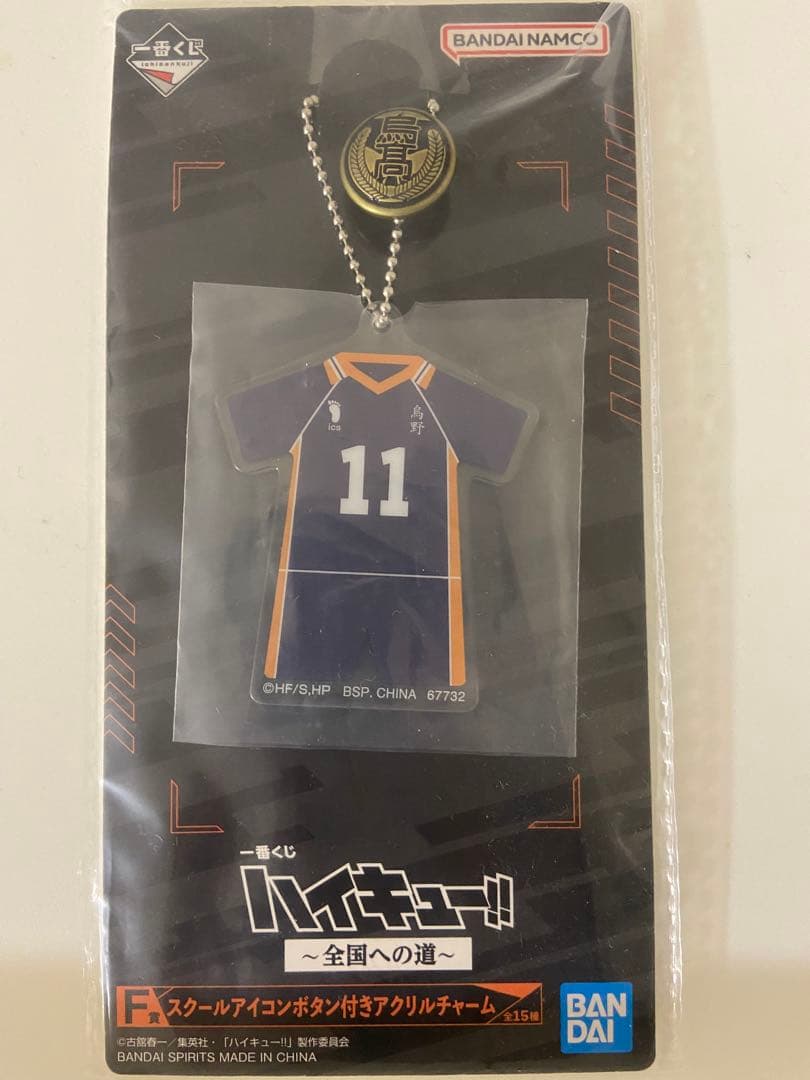 一番くじ
ichibanKuji
BANDAI NAMCO
烏
高
ics
烏野
11
©HF/S,HP BSP. CHINA 67732
一番くじ
ハイキュー!!
～全国への道～
F賞 スクールアイコンボタン付きアクリルチャーム 全15種
BAN
DAI
©古舘春一／集英社・「ハイキュー!!」製作委員会
BANDAI SPIRITS MADE IN CHINA